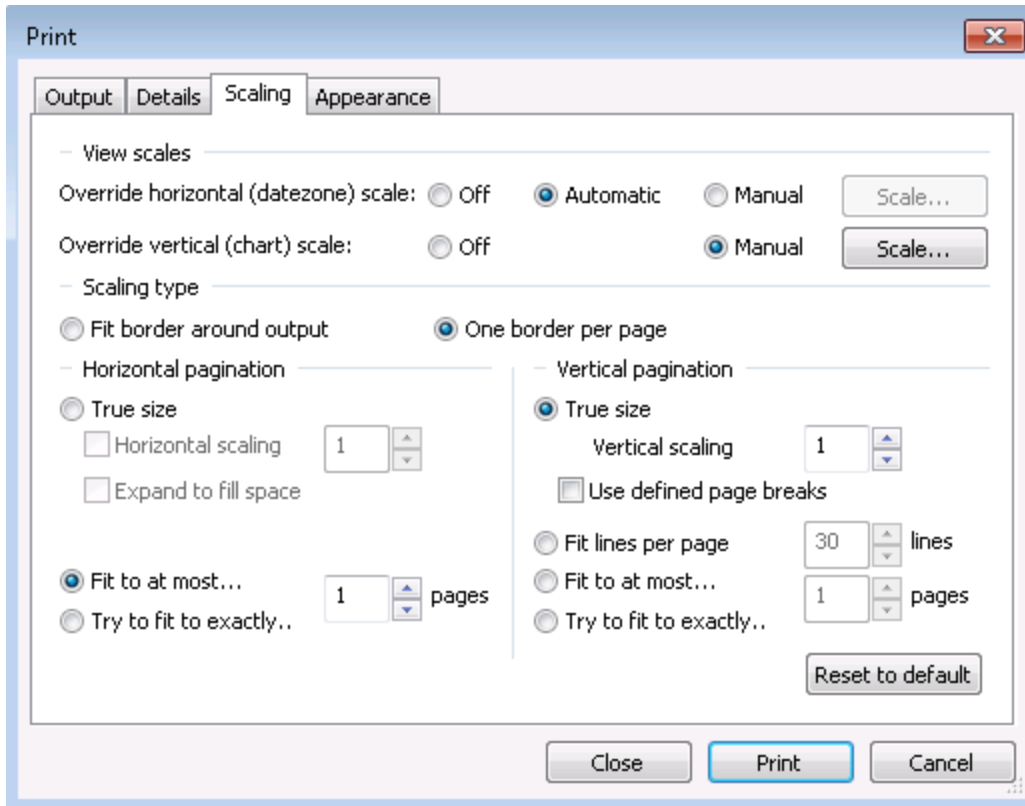 Print
Output Details Scaling Appearance
View scales
Override horizontal (datezone) scale: Off Automatic Manual Scale...
Override vertical (chart) scale: Off Manual Scale...
Scaling type
Fit border around output One border per page
Horizontal pagination
True size
Horizontal scaling 1
Expand to fill space
Fit to at most...
1 pages
Try to fit to exactly..
Vertical pagination
True size
Vertical scaling 1
Use defined page breaks
Fit lines per page 30 lines
Fit to at most...
1 pages
Try to fit to exactly..
Reset to default
Close Print Cancel